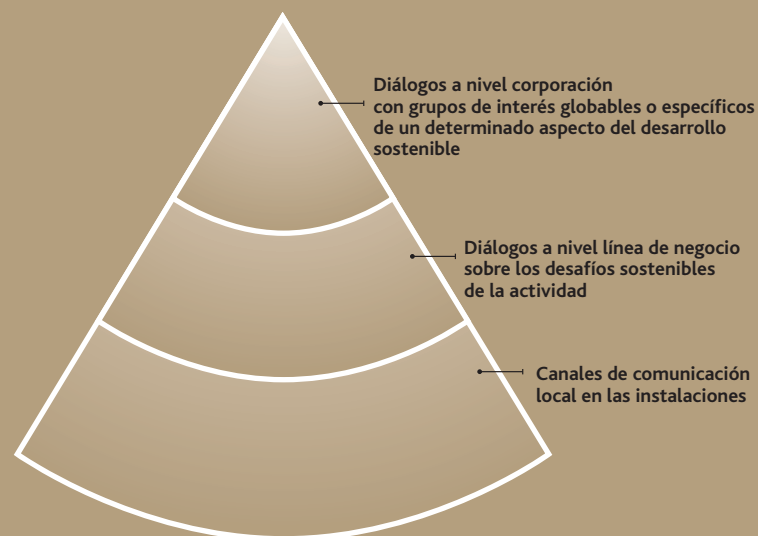 Diálogos a nivel corporación
con grupos de interés globables o específicos
de un determinado aspecto del desarrollo
sostenible
Diálogos a nivel línea de negocio
sobre los desafíos sostenibles
de la actividad
Canales de comunicación
local en las instalaciones